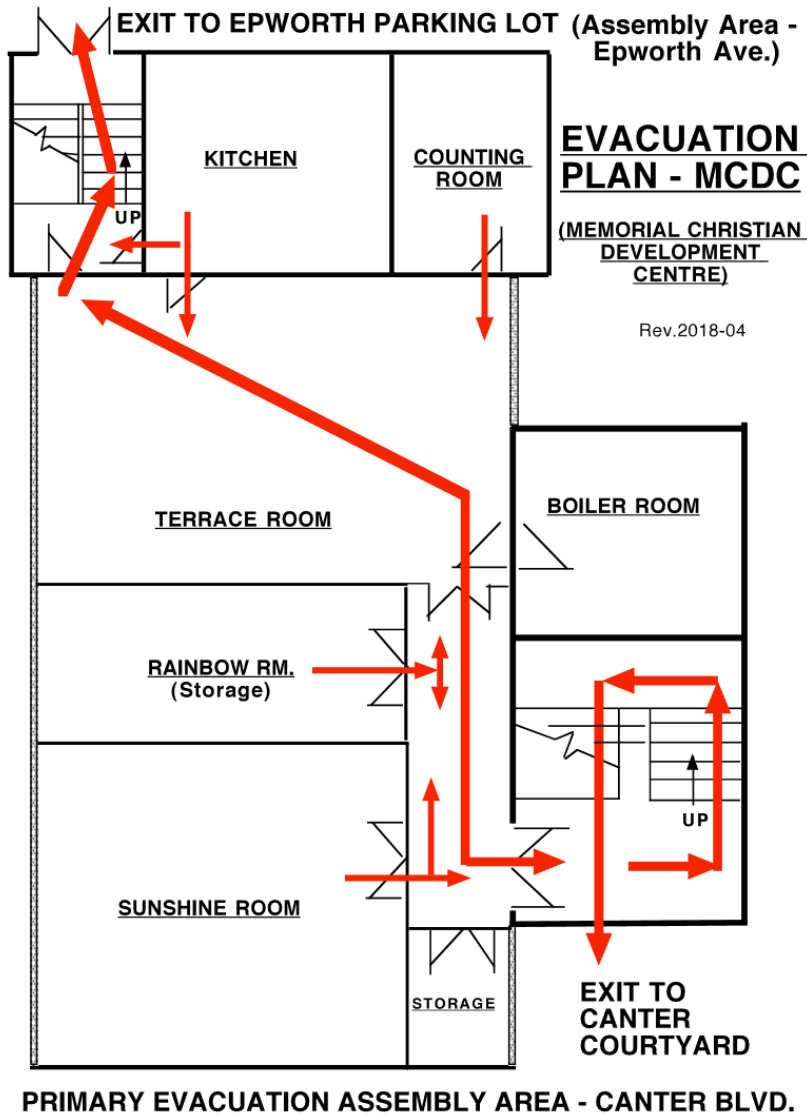 EXIT TO EPWORTH PARKING LOT (Assembly Area -
Epworth Ave.)
EVACUATION
PLAN - MCDC
(MEMORIAL CHRISTIAN
DEVELOPMENT
CENTRE)
Rev.2018-04
KITCHEN
COUNTING
ROOM
UP
BOILER ROOM
TERRACE ROOM
RAINBOW RM.
(Storage)
UP
SUNSHINE ROOM
STORAGE
EXIT TO
CANTER
COURTYARD
PRIMARY EVACUATION ASSEMBLY AREA - CANTER BLVD.